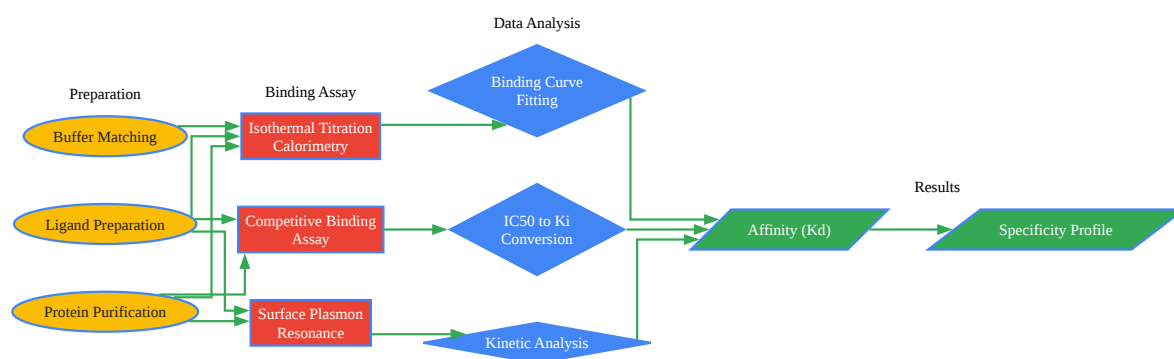 Data Analysis
Preparation
Binding Assay
Binding Curve
Fitting
Buffer Matching
Isothermal Titration
Calorimetry
Results
Ligand Preparation
Competitive Binding
Assay
IC50 to Ki
Conversion
Affinity (Kd)
Specificity Profile
Protein Purification
Surface Plasmon
Resonance
Kinetic Analysis